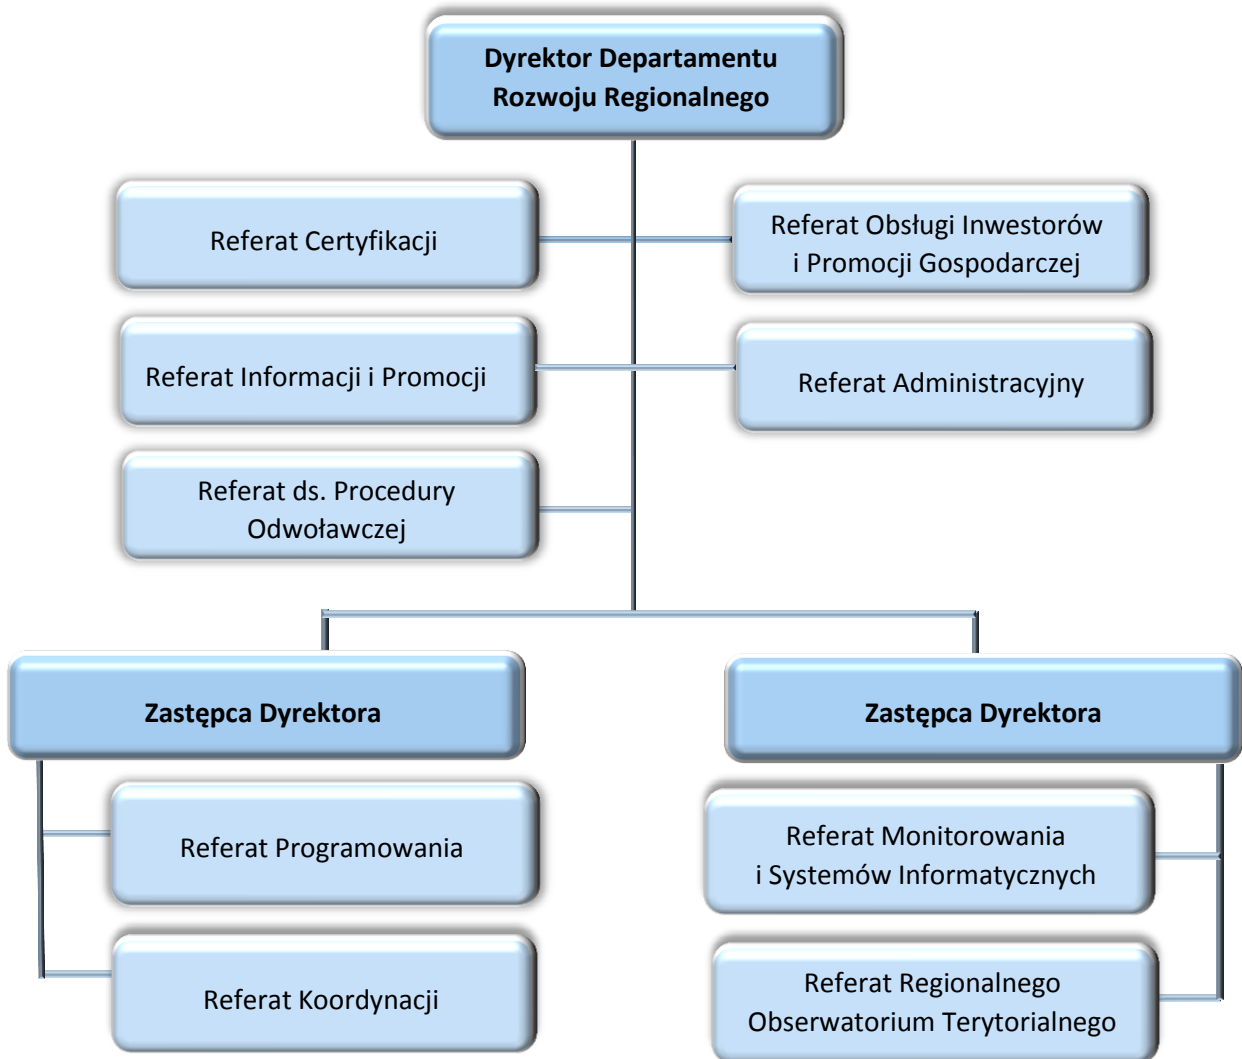 Dyrektor Departamentu
Rozwoju Regionalnego
Referat Certyfikacji
Referat Obsługi Inwestorów
i Promocji Gospodarczej
Referat Informacji i Promocji
Referat Administracyjny
Referat ds. Procedury
Odwoławczej
Zastępca Dyrektora
Zastępca Dyrektora
Referat Programowania
Referat Monitorowania
i Systemów Informatycznych
Referat Koordynacji
Referat Regionalnego
Obserwatorium Terytorialnego